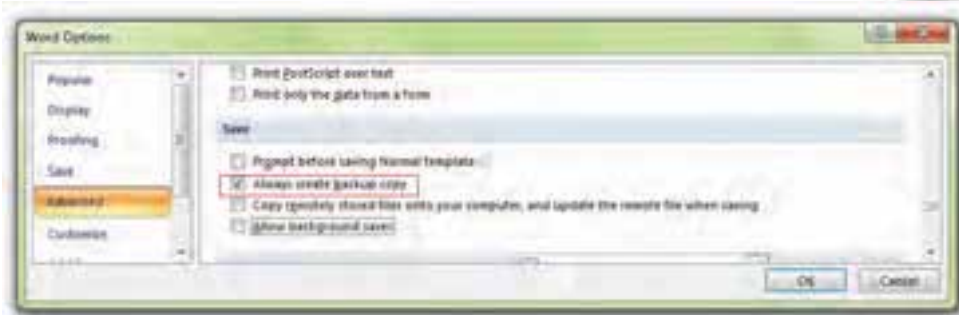 Word Options
Popular
Display
Proofing
Save
Advanced
Customize
Print PostScript over text
Print only the data from a form
Save
Prompt before saving Normal template
Always create backup copy
Copy remotely stored files onto your computer, and update the remote file when saving
Allow background saves
OK
Cancel